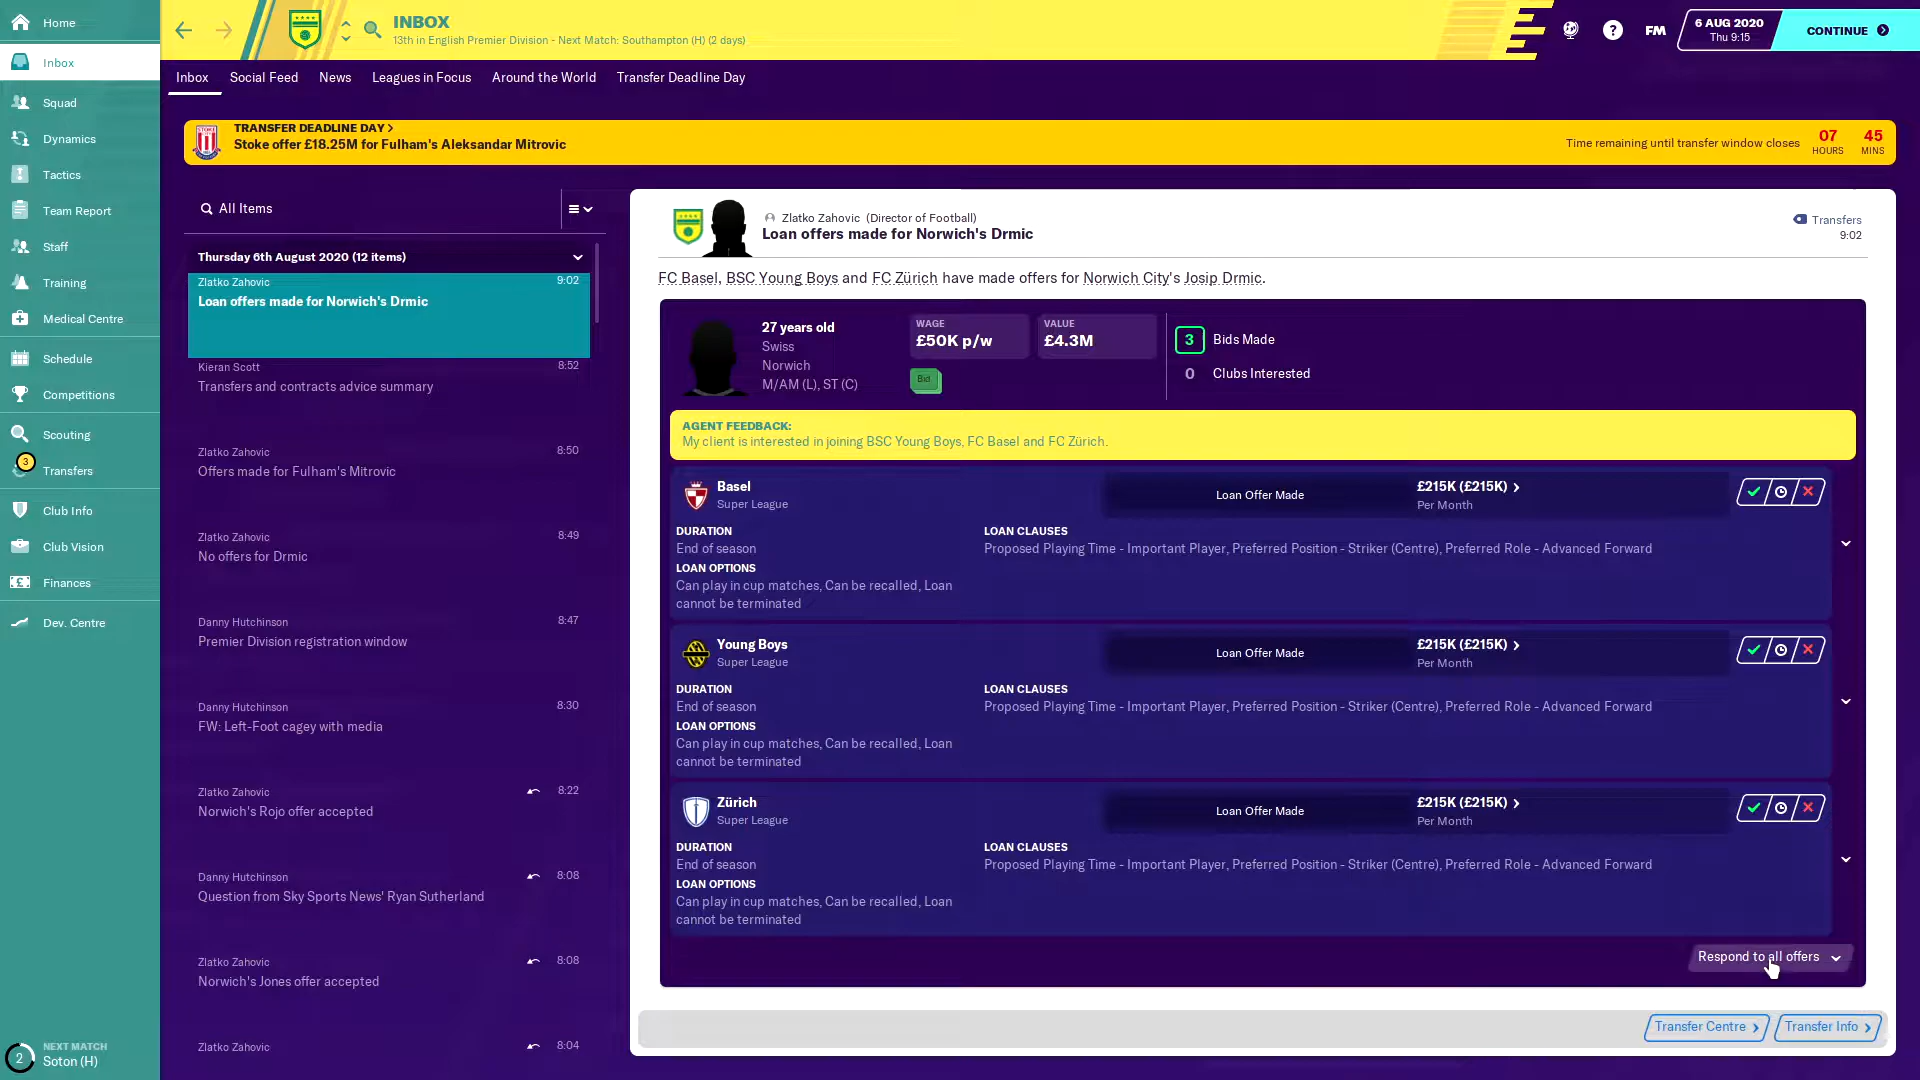 Home
Inbox
Squad
Dynamics
Tactics
Team Report
Staff
Training
Medical Centre
Schedule
Competitions
Scouting
3
Transfers
Club Info
Club Vision
Finances
Dev. Centre
2
NEXT MATCH
Soton (H)
INBOX
13th in English Premier Division - Next Match: Southampton (H) (2 days)
?
FM
6 AUG 2020
Thu 9:15
CONTINUE
Inbox Social Feed News Leagues in Focus Around the World Transfer Deadline Day
TRANSFER DEADLINE DAY >
Stoke offer £18.25M for Fulham's Aleksandar Mitrovic
Time remaining until transfer window closes
07 45
HOURS MINS
All Items
Thursday 6th August 2020 (12 items)
Zlatko Zahovic 9:02
Loan offers made for Norwich's Drmic
Kieran Scott 8:52
Transfers and contracts advice summary
Zlatko Zahovic 8:50
Offers made for Fulham's Mitrovic
Zlatko Zahovic 8:49
No offers for Drmic
Danny Hutchinson 8:47
Premier Division registration window
Danny Hutchinson 8:30
FW: Left-Foot cagey with media
Zlatko Zahovic 8:22
Norwich's Rojo offer accepted
Danny Hutchinson 8:08
Question from Sky Sports News' Ryan Sutherland
Zlatko Zahovic 8:08
Norwich's Jones offer accepted
Zlatko Zahovic 8:04
Zlatko Zahovic (Director of Football)
Loan offers made for Norwich's Drmic
Transfers
9:02
FC Basel, BSC Young Boys and FC Zürich have made offers for Norwich City's Josip Drmic.
27 years old
Swiss
Norwich
M/AM (L), ST (C)
WAGE
£50K p/w
VALUE
£4.3M
Bid
3 Bids Made
0 Clubs Interested
AGENT FEEDBACK:
My client is interested in joining BSC Young Boys, FC Basel and FC Zürich.
Basel
Super League
Loan Offer Made
£215K (£215K) >
Per Month
DURATION
End of season
LOAN OPTIONS
Can play in cup matches, Can be recalled, Loan
cannot be terminated
LOAN CLAUSES
Proposed Playing Time - Important Player, Preferred Position - Striker (Centre), Preferred Role - Advanced Forward
Young Boys
Super League
Loan Offer Made
£215K (£215K) >
Per Month
DURATION
End of season
LOAN OPTIONS
Can play in cup matches, Can be recalled, Loan
cannot be terminated
LOAN CLAUSES
Proposed Playing Time - Important Player, Preferred Position - Striker (Centre), Preferred Role - Advanced Forward
Zürich
Super League
Loan Offer Made
£215K (£215K) >
Per Month
DURATION
End of season
LOAN OPTIONS
Can play in cup matches, Can be recalled, Loan
cannot be terminated
LOAN CLAUSES
Proposed Playing Time - Important Player, Preferred Position - Striker (Centre), Preferred Role - Advanced Forward
Respond to all offers
Transfer Centre > Transfer Info >